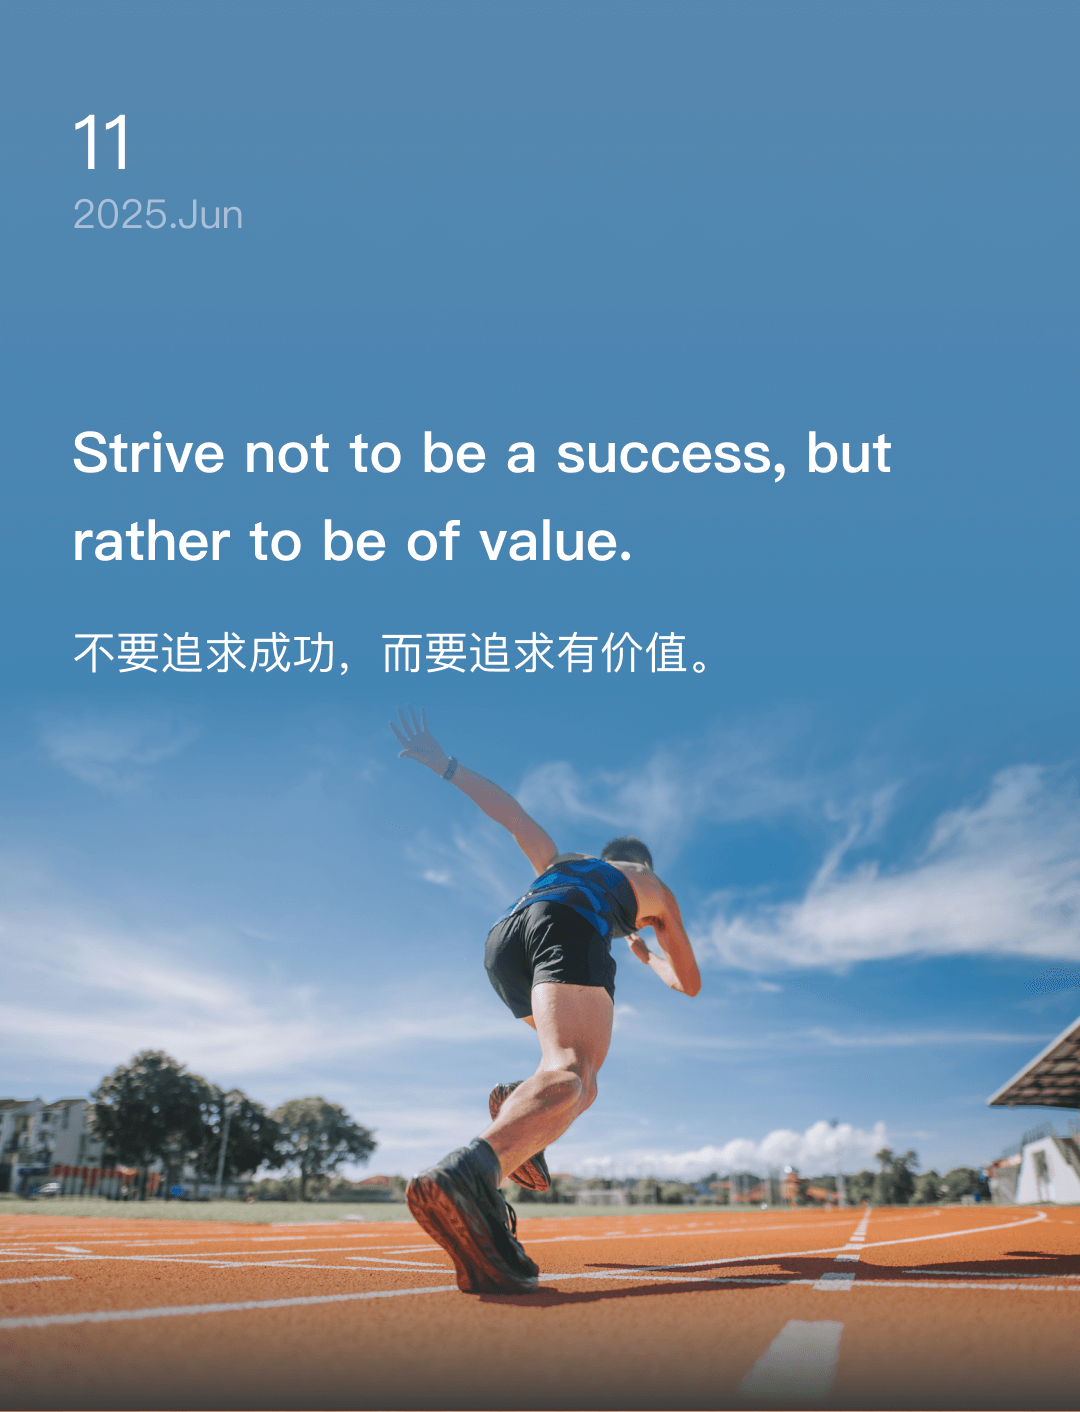 11
2025.Jun
Strive not to be a success, but
rather to be of value.
不要追求成功，而要追求有价值。